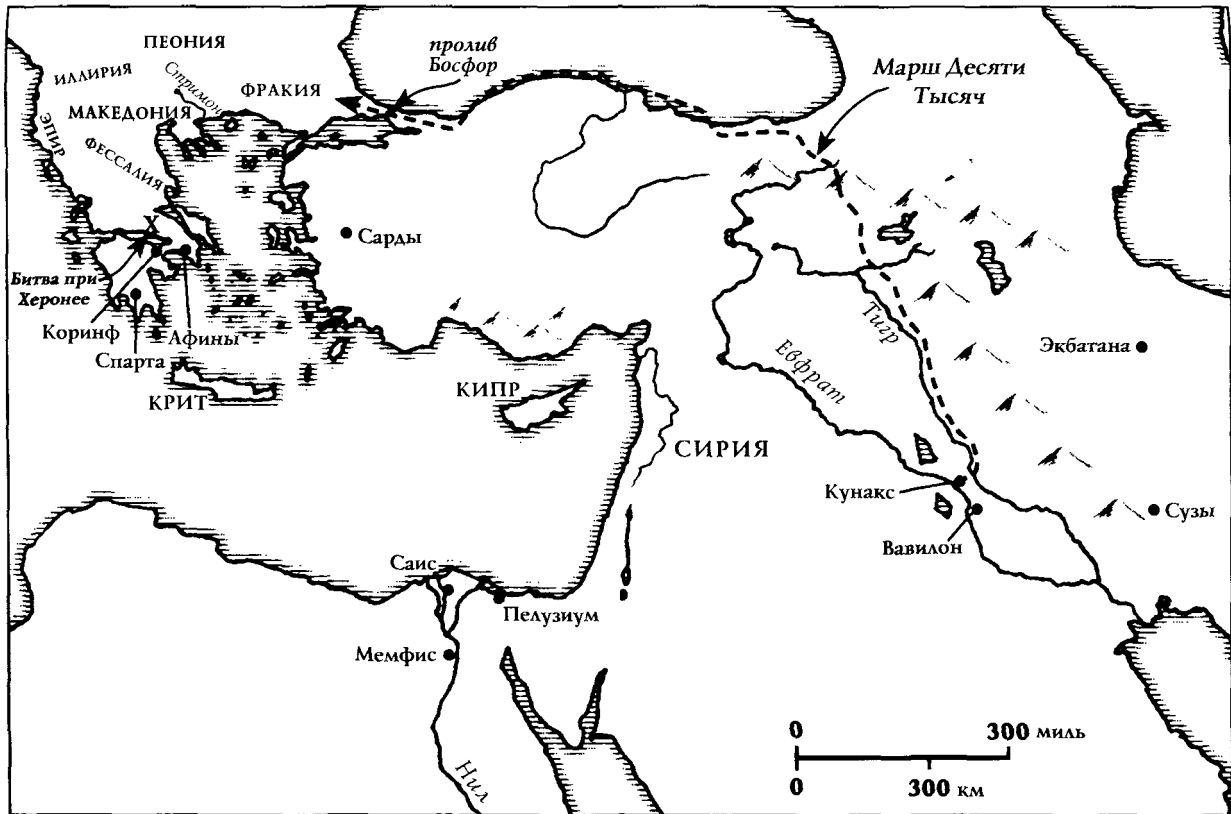 ПЕОНИЯ
ИЛЛИРИЯ
Стримон
ФРАКИЯ
пролив
Босфор
Марш Десяти
Тысяч
МАКЕДОНИЯ
ЭПИР
ФЕССАЛИЯ
Сарды
Битва при
Херонее
Коринф
Афины
Спарта
КРИТ
КИПР
СИРИЯ
Тигр
Евфрат
Экбатана
Кунакс
Вавилон
Сузы
Саис
Пелузиум
Мемфис
Нил
0 300 миль
0 300 км